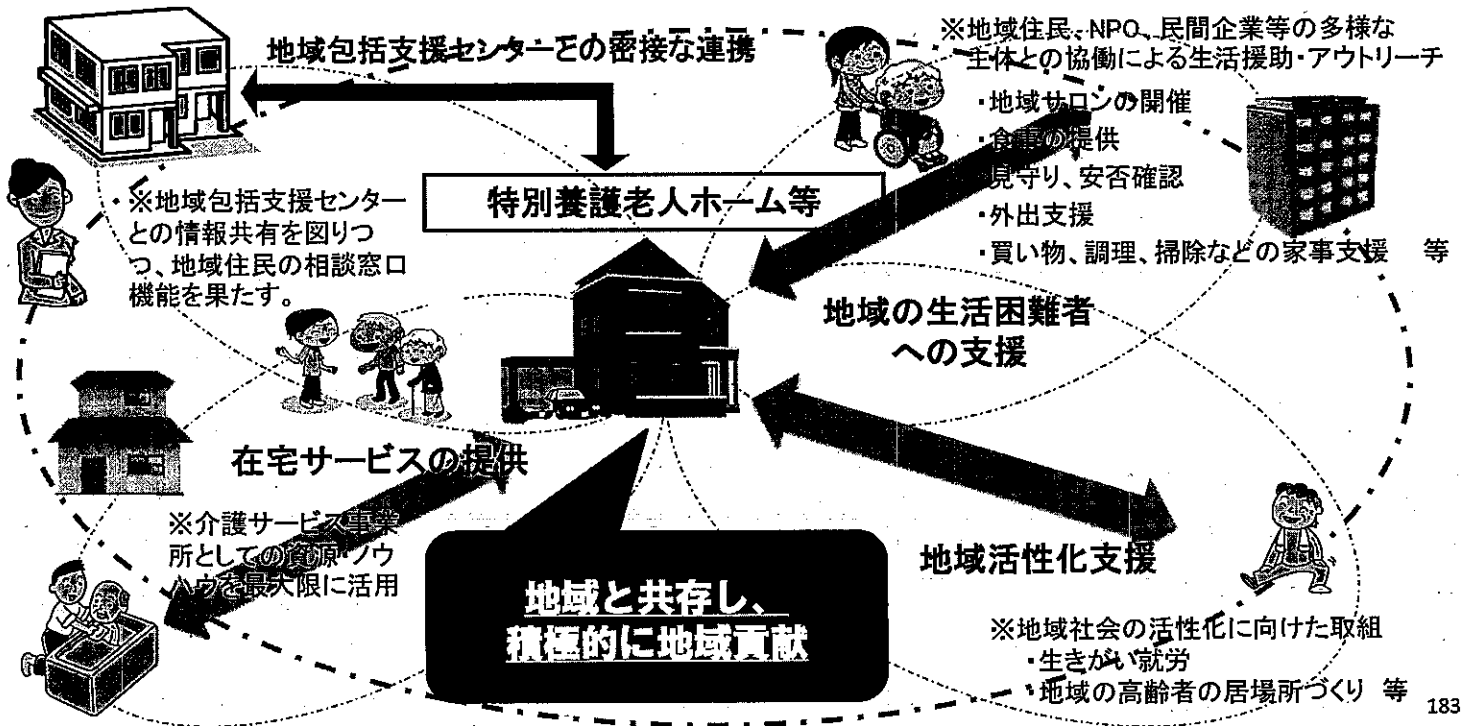 地域包括支援センターとの密接な連携
※地域住民、NPO、民間企業等の多様な
主体との協働による生活援助・アウトリーチ
・地域サロンの開催
・食事の提供
・見守り、安否確認
・外出支援
・買い物、調理、掃除などの家事支援　等
特別養護老人ホーム等
※地域包括支援センター
との情報共有を図りつ
つ、地域住民の相談窓口
機能を果たす。
地域の生活困難者
への支援
在宅サービスの提供
※介護サービス事業
所としての資源・ノウ
ハウを最大限に活用
地域と共存し、
積極的に地域貢献
地域活性化支援
※地域社会の活性化に向けた取組
・生きがい就労
・地域の高齢者の居場所づくり　等
183